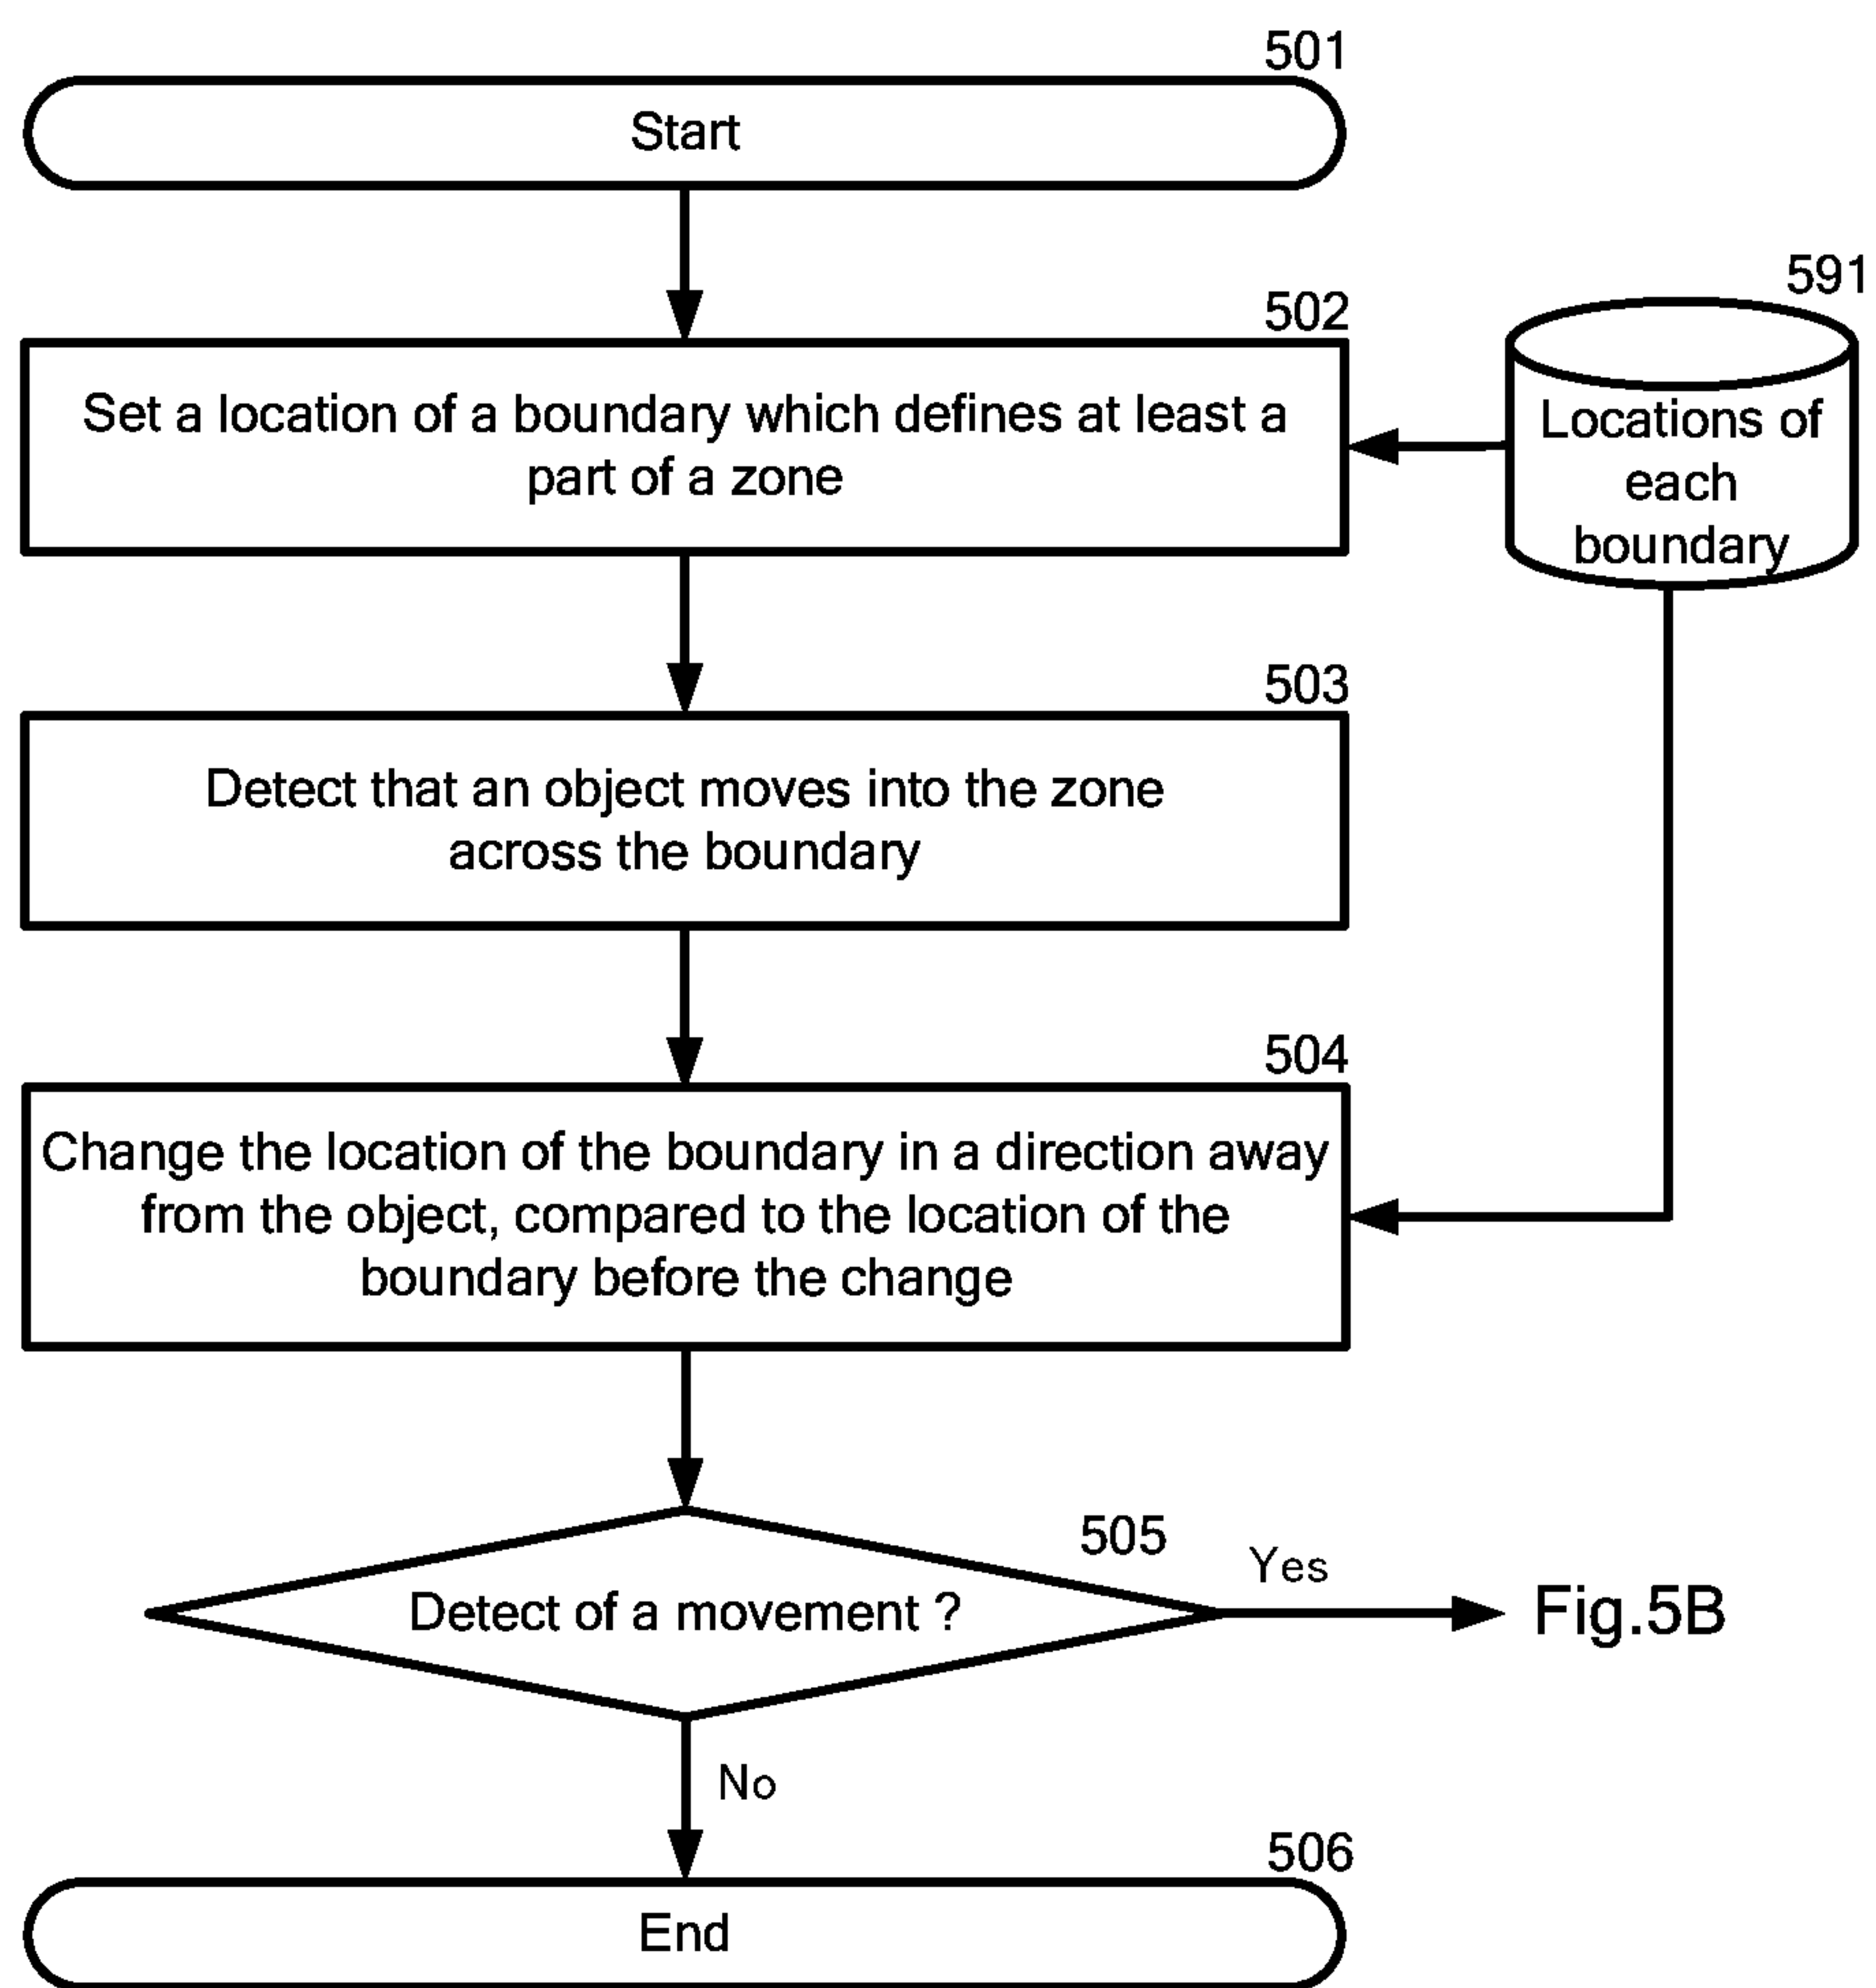 501
Start
502
Set a location of a boundary which defines at least a
part of a zone
591
Locations of
each
boundary
503
Detect that an object moves into the zone
across the boundary
504
Change the location of the boundary in a direction away
from the object, compared to the location of the
boundary before the change
505
Detect of a movement ?
Yes
Fig.5B
No
506
End